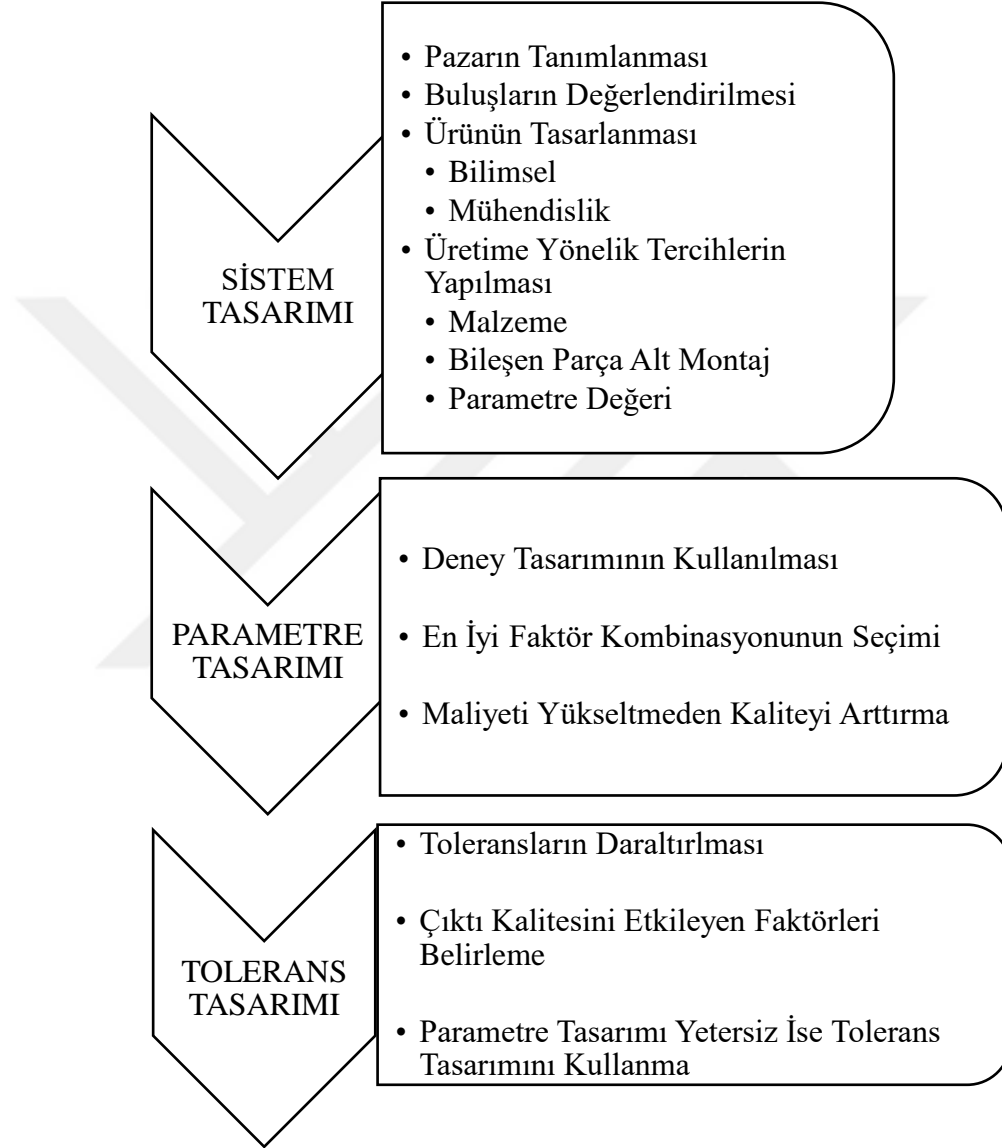 • Pazarın Tanımlanması
• Buluşların Değerlendirilmesi
• Ürünün Tasarlanması
• Bilimsel
• Mühendislik
• Üretime Yönelik Tercihlerin
Yapılması
• Malzeme
• Bileşen Parça Alt Montaj
• Parametre Değeri
SİSTEM
TASARIMI
• Deney Tasarımının Kullanılması
• En İyi Faktör Kombinasyonunun Seçimi
• Maliyeti Yükseltmeden Kaliteyi Arttırma
PARAMETRE
TASARIMI
• Toleransların Daraltırlması
• Çıktı Kalitesini Etkileyen Faktörleri
Belirleme
• Parametre Tasarımı Yetersiz İse Tolerans
Tasarımını Kullanma
TOLERANS
TASARIMI